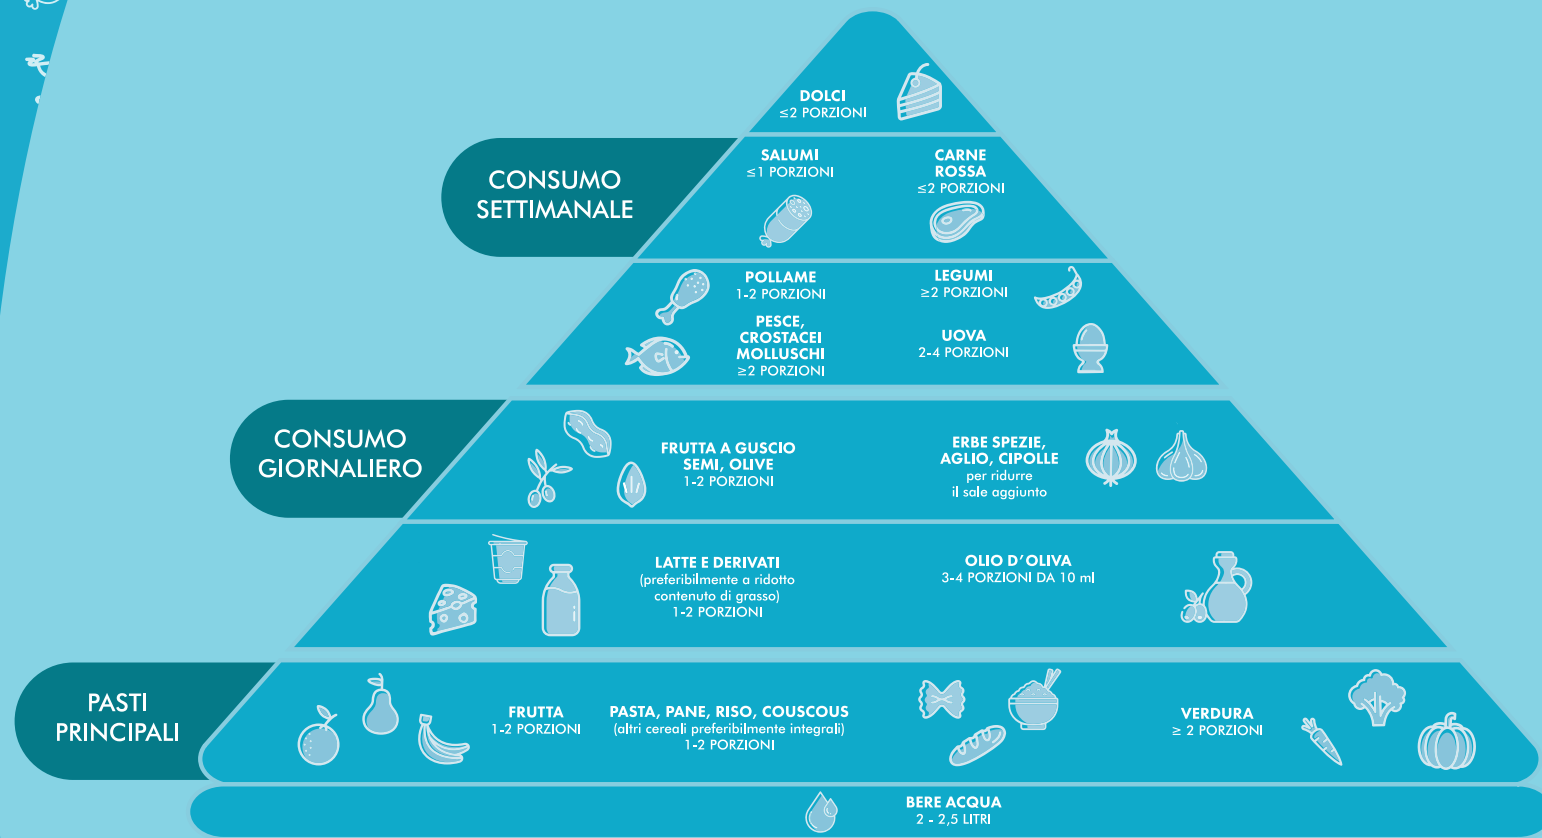 DOLCI
≤2 PORZIONI
CONSUMO
SETTIMANALE
SALUMI
≤1 PORZIONI
CARNE
ROSSA
≤2 PORZIONI
POLLAME
1-2 PORZIONI
LEGUMI
≥2 PORZIONI
PESCE,
CROSTACEI
MOLLUSCHI
≥2 PORZIONI
UOVA
2-4 PORZIONI
CONSUMO
GIORNALIERO
FRUTTA A GUSCIO
SEMI, OLIVE
1-2 PORZIONI
ERBE SPEZIE,
AGLIO, CIPOLLE
per ridurre
il sale aggiunto
LATTE E DERIVATI
(preferibilmente a ridotto
contenuto di grasso)
1-2 PORZIONI
OLIO D'OLIVA
3-4 PORZIONI DA 10 ml
PASTI
PRINCIPALI
FRUTTA
1-2 PORZIONI
PASTA, PANE, RISO, COUSCOUS
(altri cereali preferibilmente integrali)
1-2 PORZIONI
VERDURA
≥ 2 PORZIONI
BERE ACQUA
2 - 2,5 LITRI